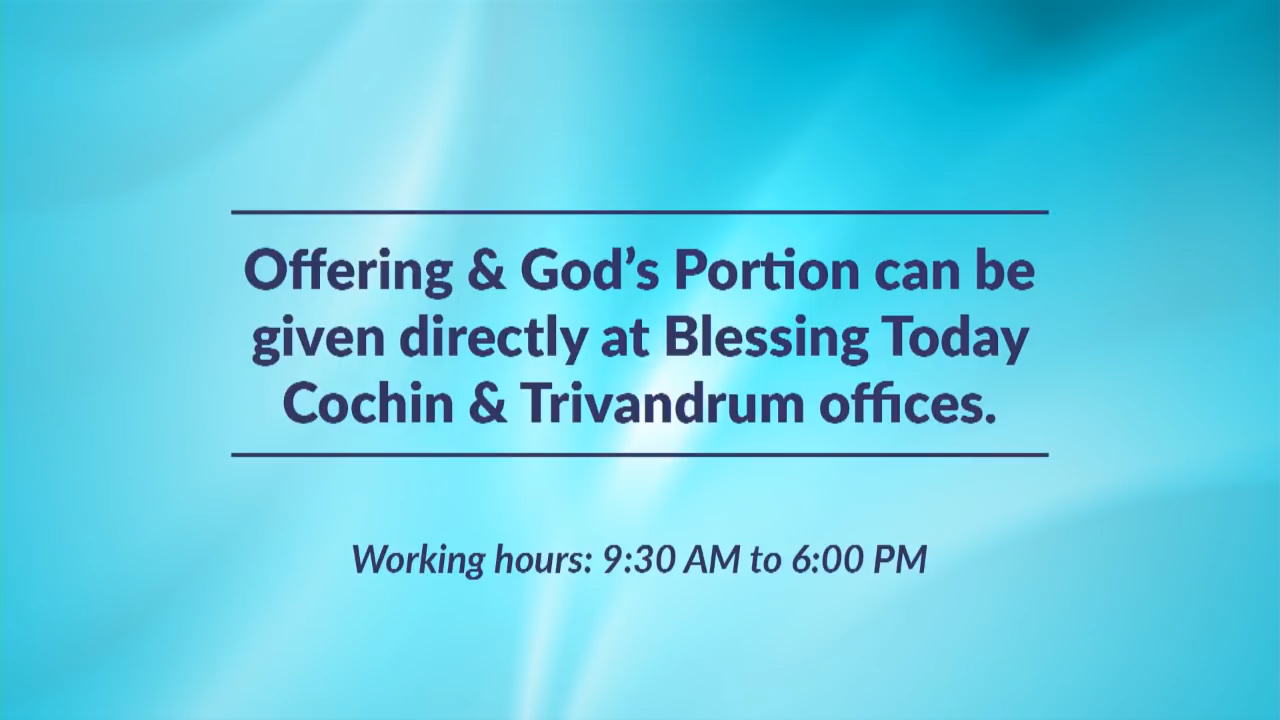 Offering & God’s Portion can be
given directly at Blessing Today
Cochin & Trivandrum offices.
Working hours: 9:30 AM to 6:00 PM